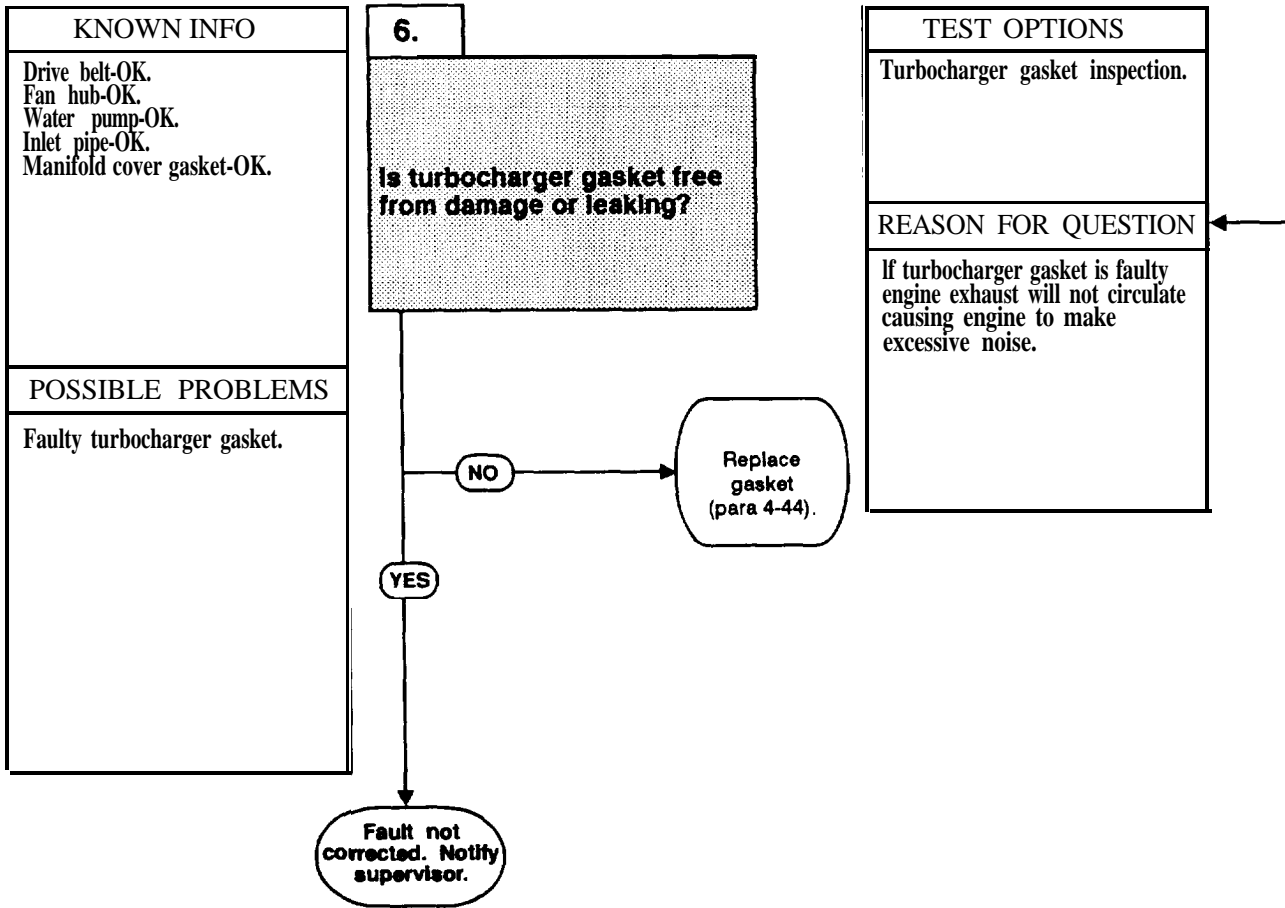 KNOWN INFO
Drive belt-OK.
Fan hub-OK.
Water pump-OK.
Inlet pipe-OK.
Manifold cover gasket-OK.
POSSIBLE PROBLEMS
Faulty turbocharger gasket.
6.
Is turbocharger gasket free
from damage or leaking?
NO
Replace
gasket
(para 4-44).
YES
Fault not
corrected. Notify
supervisor.
TEST OPTIONS
Turbocharger gasket inspection.
REASON FOR QUESTION
If turbocharger gasket is faulty
engine exhaust will not circulate
causing engine to make
excessive noise.